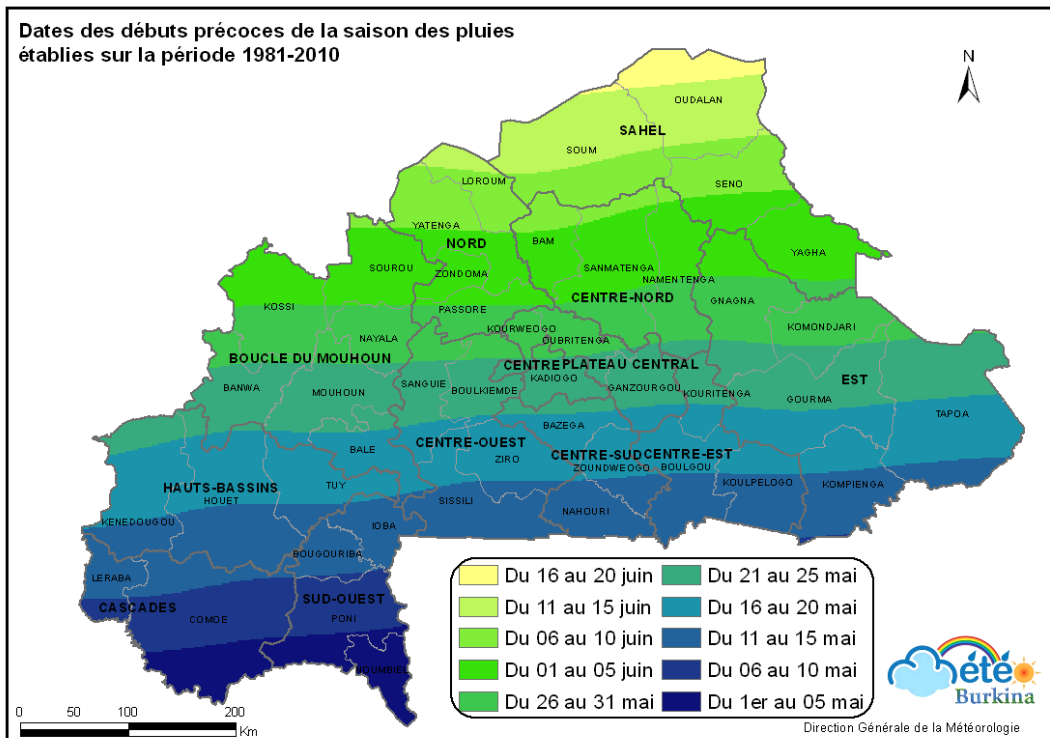 Dates des débuts précoces de la saison des pluies
établies sur la période 1981-2010
N
OUDALAN
SAHEL
SOUM
LOROUM
SENO
YATENGA
NORD
BAM
YAGHA
SOUROU
ZONDOMA
SANMATENGA
NAMENTENGA
CENTRE-NORD
GNAGNA
KOSSI
PASSORE
KOURWEOGO
KOMONDJARI
NAYALA
OUBRITENGA
BOUCLE DU MOUHOUN
CENTRE
PLATEAU CENTRAL
BANWA
MOUHOUN
SANGUIE
BOULKIEMDE
KADIOGO
GANZOURGOU
KOURITENGA
EST
GOURMA
TAPOA
BAZEGA
CENTRE-OUEST
BALE
ZIRO
CENTRE-SUD
CENTRE-EST
ZOUNDWEOGO
BOULGOU
HAUTS-BASSINS
HOUET
TUY
SISSILI
NAHOURI
KOULPELOGO
KOMPIENGA
KENEDOUGOU
IOBA
BOUGOURIBA
LERABA
CASCADES
COMOE
SUD-OUEST
PONI
NOUMBIEL
Du 16 au 20 juin
Du 11 au 15 juin
Du 06 au 10 juin
Du 01 au 05 juin
Du 26 au 31 mai
Du 21 au 25 mai
Du 16 au 20 mai
Du 11 au 15 mai
Du 06 au 10 mai
Du 1er au 05 mai
0 50 100 200
Km
Météo
Burkina
Direction Générale de la Météorologie